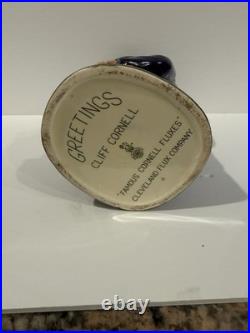 GREETINGS
CLIFF CORNELL
"FAMOUS CORNELL FLUXES"
CLEVELAND FLUX COMPANY